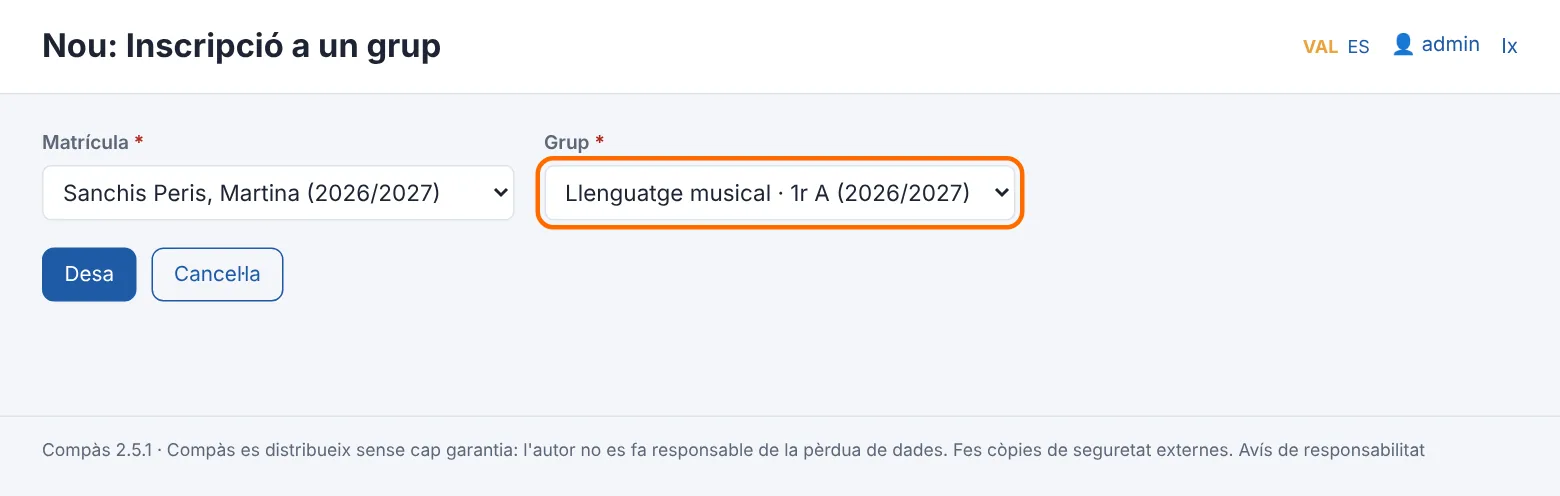 Nou: Inscripció a un grup
VAL ES 👤 admin Ix
Matrícula * Grup *
Sanchis Peris, Martina (2026/2027) Llenguatge musical · 1r A (2026/2027)
Desa Cancel·la
Compàs 2.5.1 · Compàs es distribueix sense cap garantia: l'autor no es fa responsable de la pèrdua de dades. Fes còpies de seguretat externes. Avís de responsabilitat